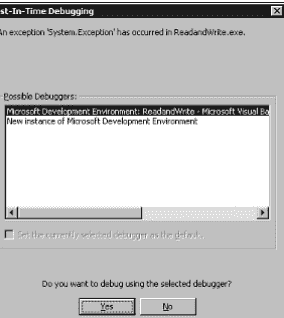 st-In-Time Debugging
An exception 'System.Exception' has occurred in ReadandWrite.exe.
Possible Debuggers:
Microsoft Development Environment: ReadandWrite - Microsoft Visual Ba
New instance of Microsoft Development Environment
Set the currently selected debugger as the default.
Do you want to debug using the selected debugger?
Yes No